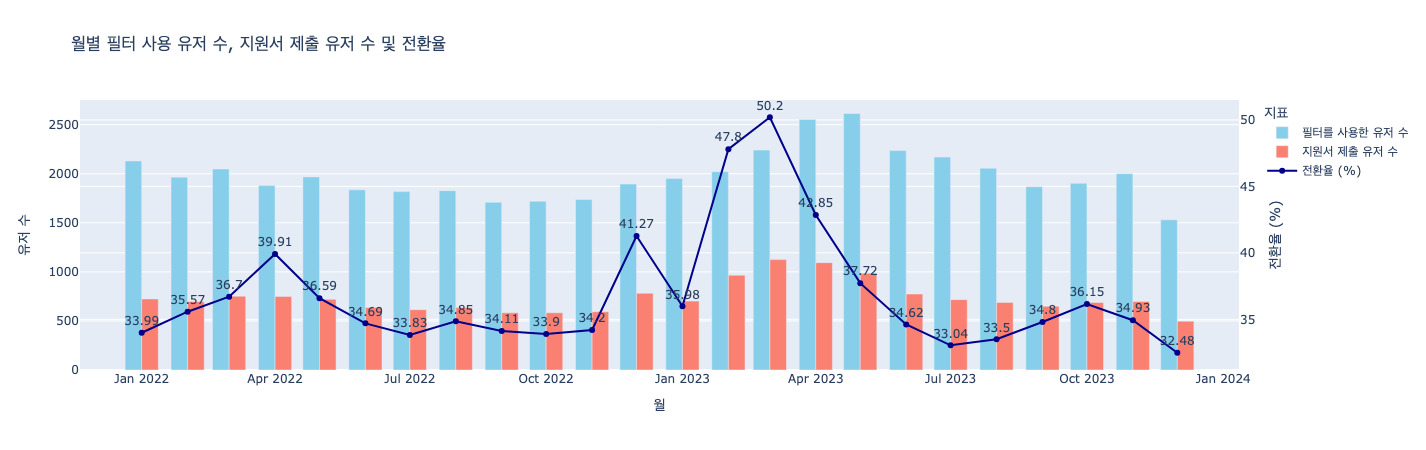 월별 필터 사용 유저 수, 지원서 제출 유저 수 및 전환율
유저 수
2500
2000
1500
1000
500
0
33.99
35.57
36.7
39.91
36.59
34.69
33.83
34.85
34.11
33.9
34.2
41.27
35.98
47.8
50.2
42.85
37.72
34.62
33.04
33.5
34.8
36.15
34.93
32.48
Jan 2022
Apr 2022
Jul 2022
Oct 2022
Jan 2023
Apr 2023
Jul 2023
Oct 2023
Jan 2024
월
50
45
40
35
전환율 (%)
지표
필터를 사용한 유저 수
지원서 제출 유저 수
전환율 (%)